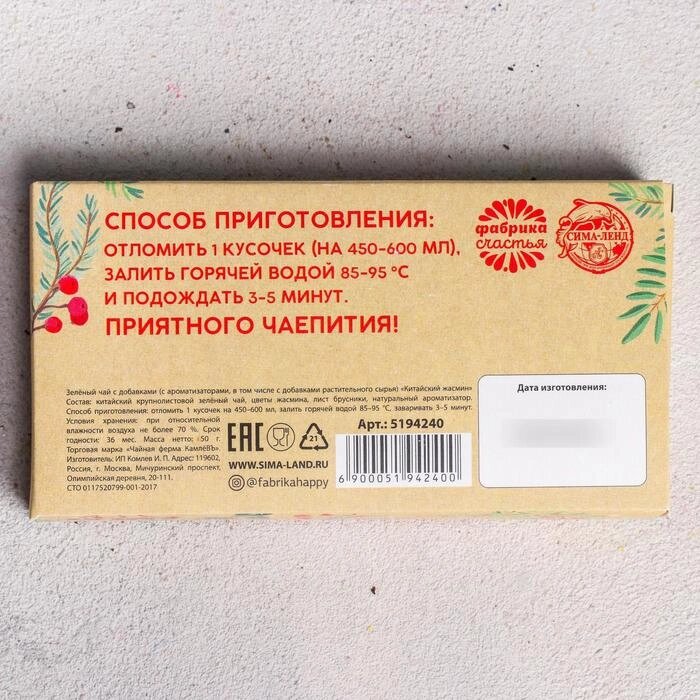 СПОСОБ ПРИГОТОВЛЕНИЯ:
ОТЛОМИТЬ 1 КУСОЧЕК (НА 450-600 МЛ),
ЗАЛИТЬ ГОРЯЧЕЙ ВОДОЙ 85-95 °С
И ПОДОЖДАТЬ 3-5 МИНУТ.
ПРИЯТНОГО ЧАЕПИТИЯ!
фабрика
счастья
СИМА-ЛЕНД
Зелёный чай с добавками (с ароматизаторами, в том числе с добавками растительного сырья) «Китайский жасмин»
Состав: китайский крупнолистовой зелёный чай, цветы жасмина, лист брусники, натуральный ароматизатор.
Способ приготовления: отломить 1 кусочек на 450–600 мл, залить горячей водой 85–95 °С, заваривать 3–5 минут.
Условия хранения: при относительной
влажности воздуха не более 70 %. Срок
годности: 36 мес. Масса нетто: 50 г.
Торговая марка «Чайная ферма КамлёвЪ».
Изготовитель: ИП Комлев И. П. Адрес: 119602,
Россия, г. Москва, Мичуринский проспект,
Олимпийская деревня, 20-111.
СТО 0117520799-001-2017
EAC
21
WWW.SIMA-LAND.RU
@fabrikahappy
Арт.: 5194240
6 900051 942400
Дата изготовления: